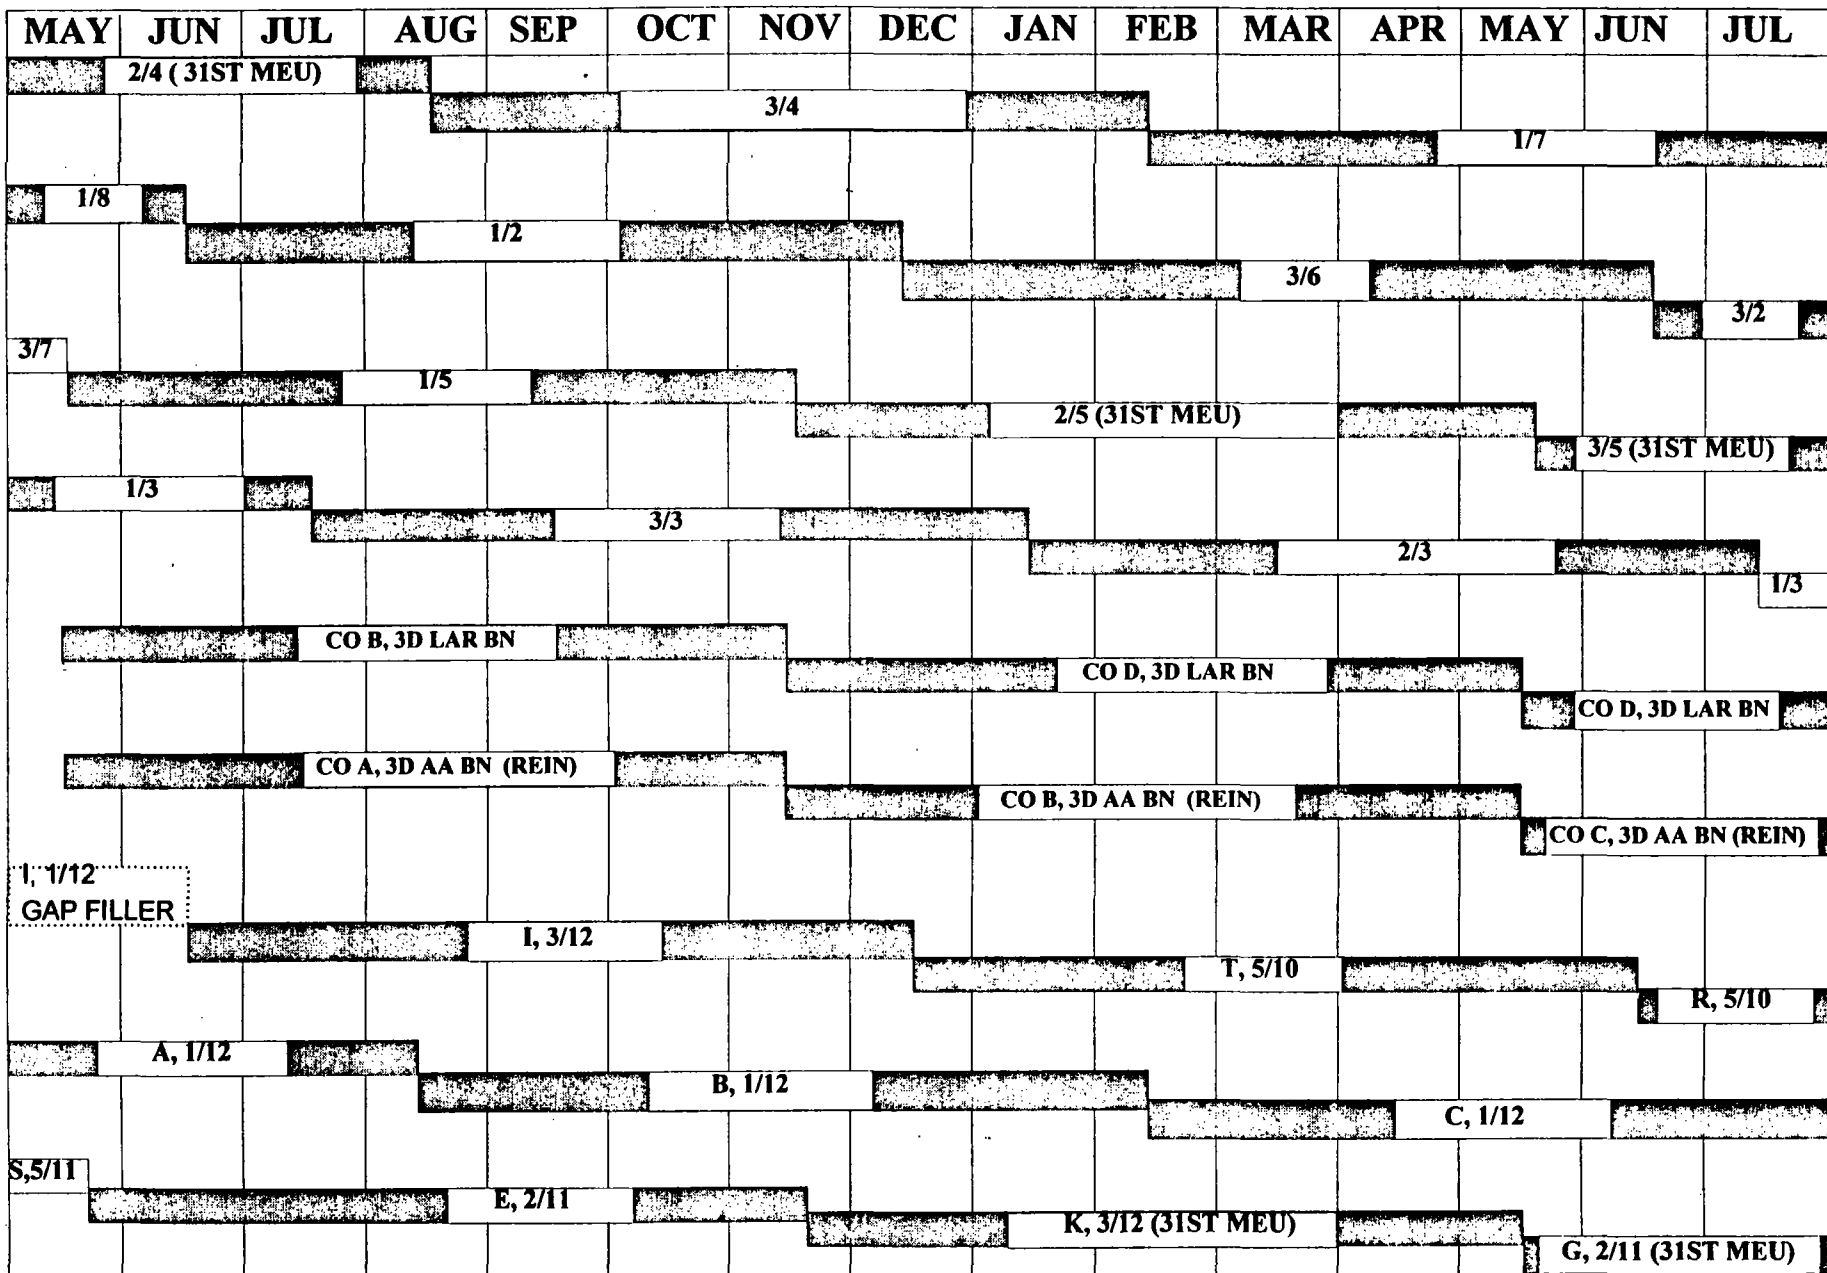 MAY JUN JUL AUG SEP OCT NOV DEC JAN FEB MAR APR MAY JUN JUL
2/4 ( 31ST MEU)
3/4
1/7
1/8
1/2
3/6
3/2
3/7
1/5
2/5 (31ST MEU)
3/5 (31ST MEU)
1/3
3/3
2/3
1/3
CO B, 3D LAR BN
CO D, 3D LAR BN
CO D, 3D LAR BN
CO A, 3D AA BN (REIN)
CO B, 3D AA BN (REIN)
CO C, 3D AA BN (REIN)
I, 1/12
GAP FILLER
I, 3/12
T, 5/10
R, 5/10
A, 1/12
B, 1/12
C, 1/12
S,5/11
E, 2/11
K, 3/12 (31ST MEU)
G, 2/11 (31ST MEU)